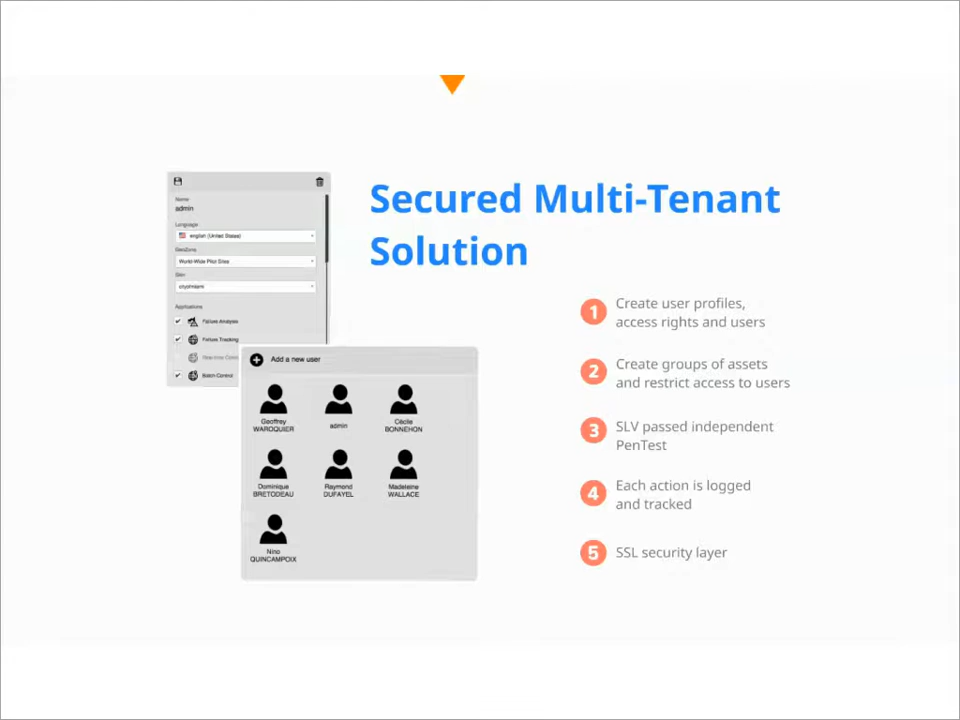 Secured Multi-Tenant
Solution
Name
admin
Language
english (United States)
GeoZone
World-Wide Pilot Sites
Skin
Applications
Failure Analysis
Failure Tracking
Batch Control
Add a new user
Geoffrey
WAROQUIER
admin
Cécile
BONNEHON
Dominique
BRETODEAU
Raymond
DUFAYEL
Madeleine
WALLACE
Nino
QUINCAMPOIX
1 Create user profiles,
access rights and users
2 Create groups of assets
and restrict access to users
3 SLV passed independent
PenTest
4 Each action is logged
and tracked
5 SSL security layer